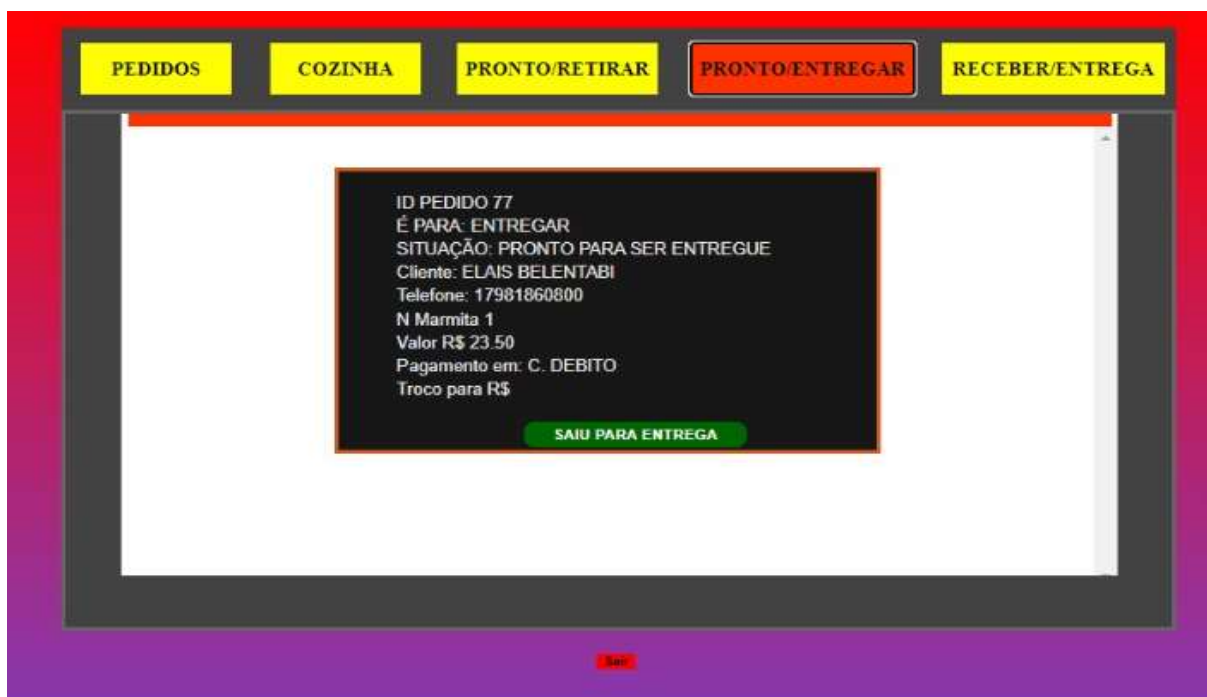 PEDIDOS COZINHA PRONTO/RETIRAR PRONTO/ENTREGAR RECEBER/ENTREGA
ID PEDIDO 77
É PARA: ENTREGAR
SITUAÇÃO: PRONTO PARA SER ENTREGUE
Cliente: ELAIS BELENTABI
Telefone: 17981860800
N Marmita 1
Valor R$ 23.50
Pagamento em: C. DEBITO
Troco para R$
SAIU PARA ENTREGA
Sair